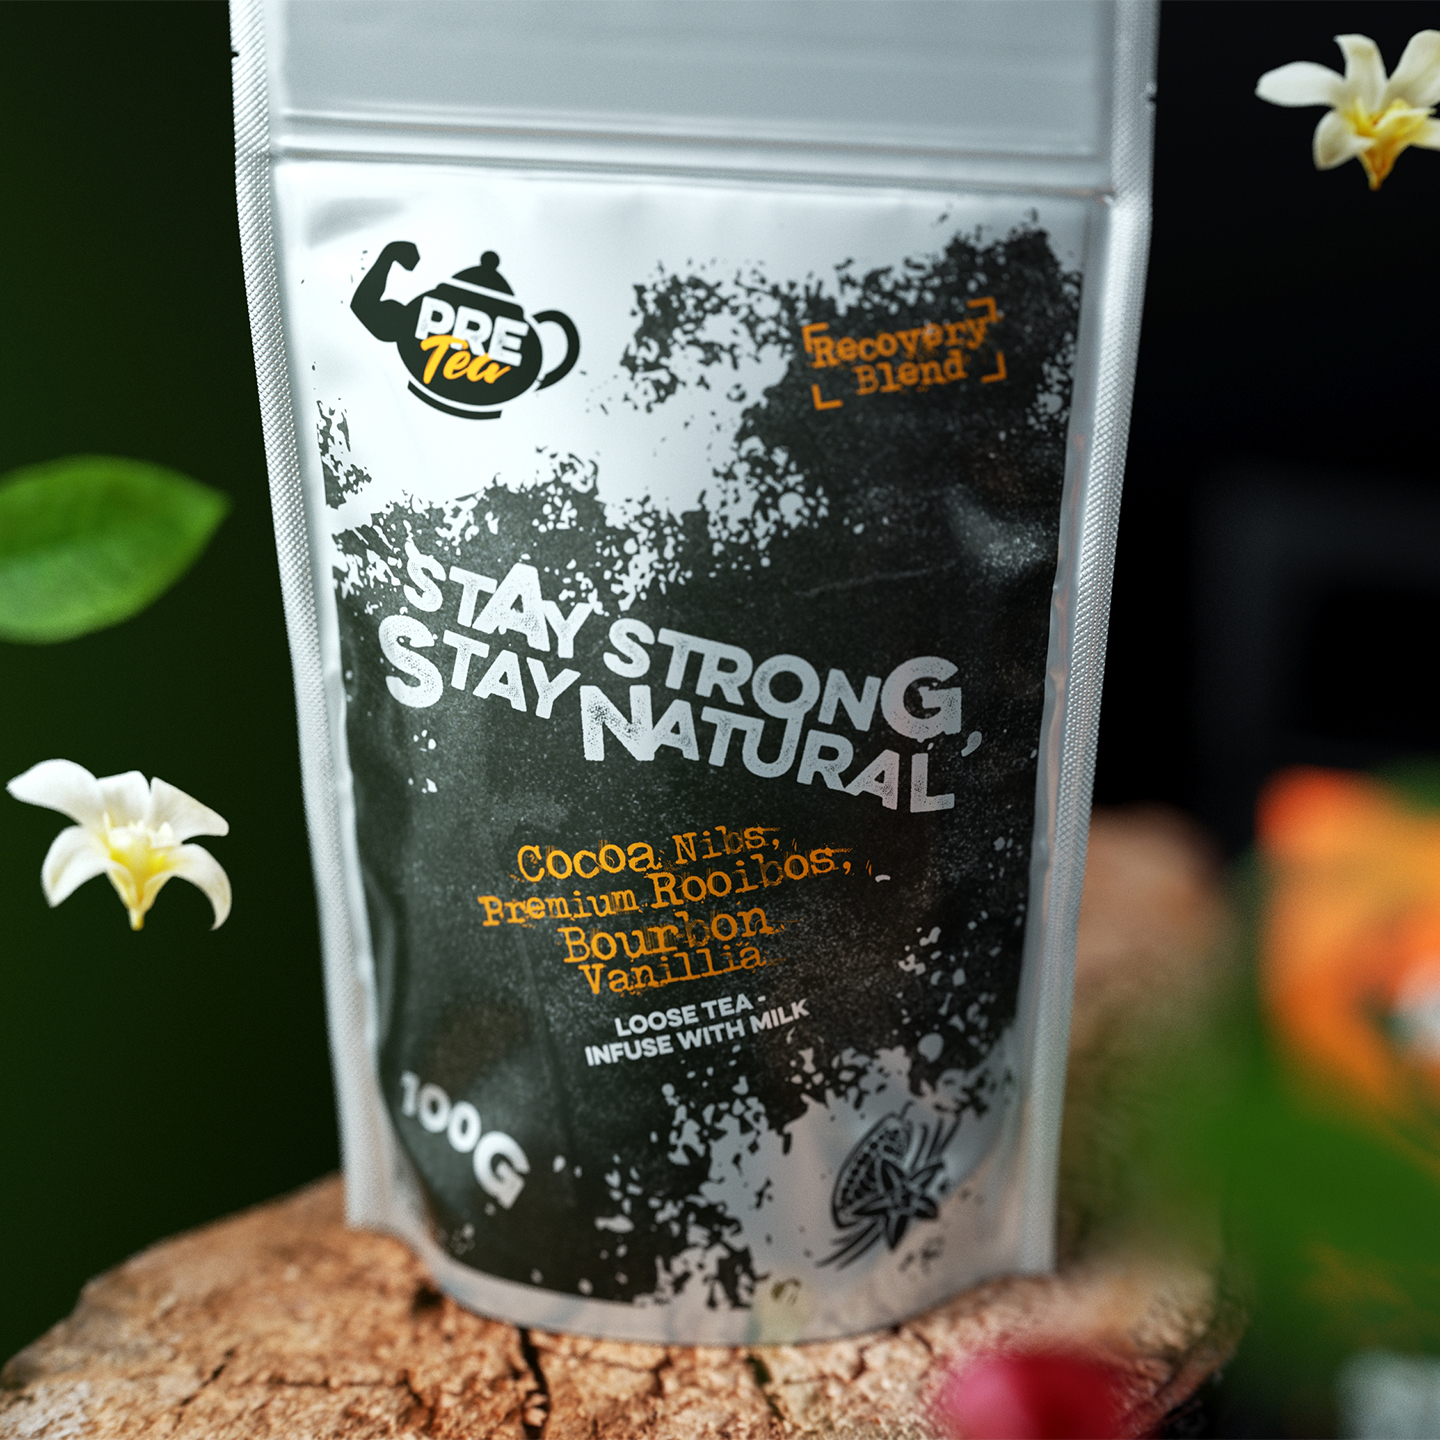 PRE
Tea
Recovery
Blend
STAY STRONG,
STAY NATURAL
Cocoa Nibs,
Premium Rooibos,
Bourbon
Vanillia
LOOSE TEA -
INFUSE WITH MILK
100G